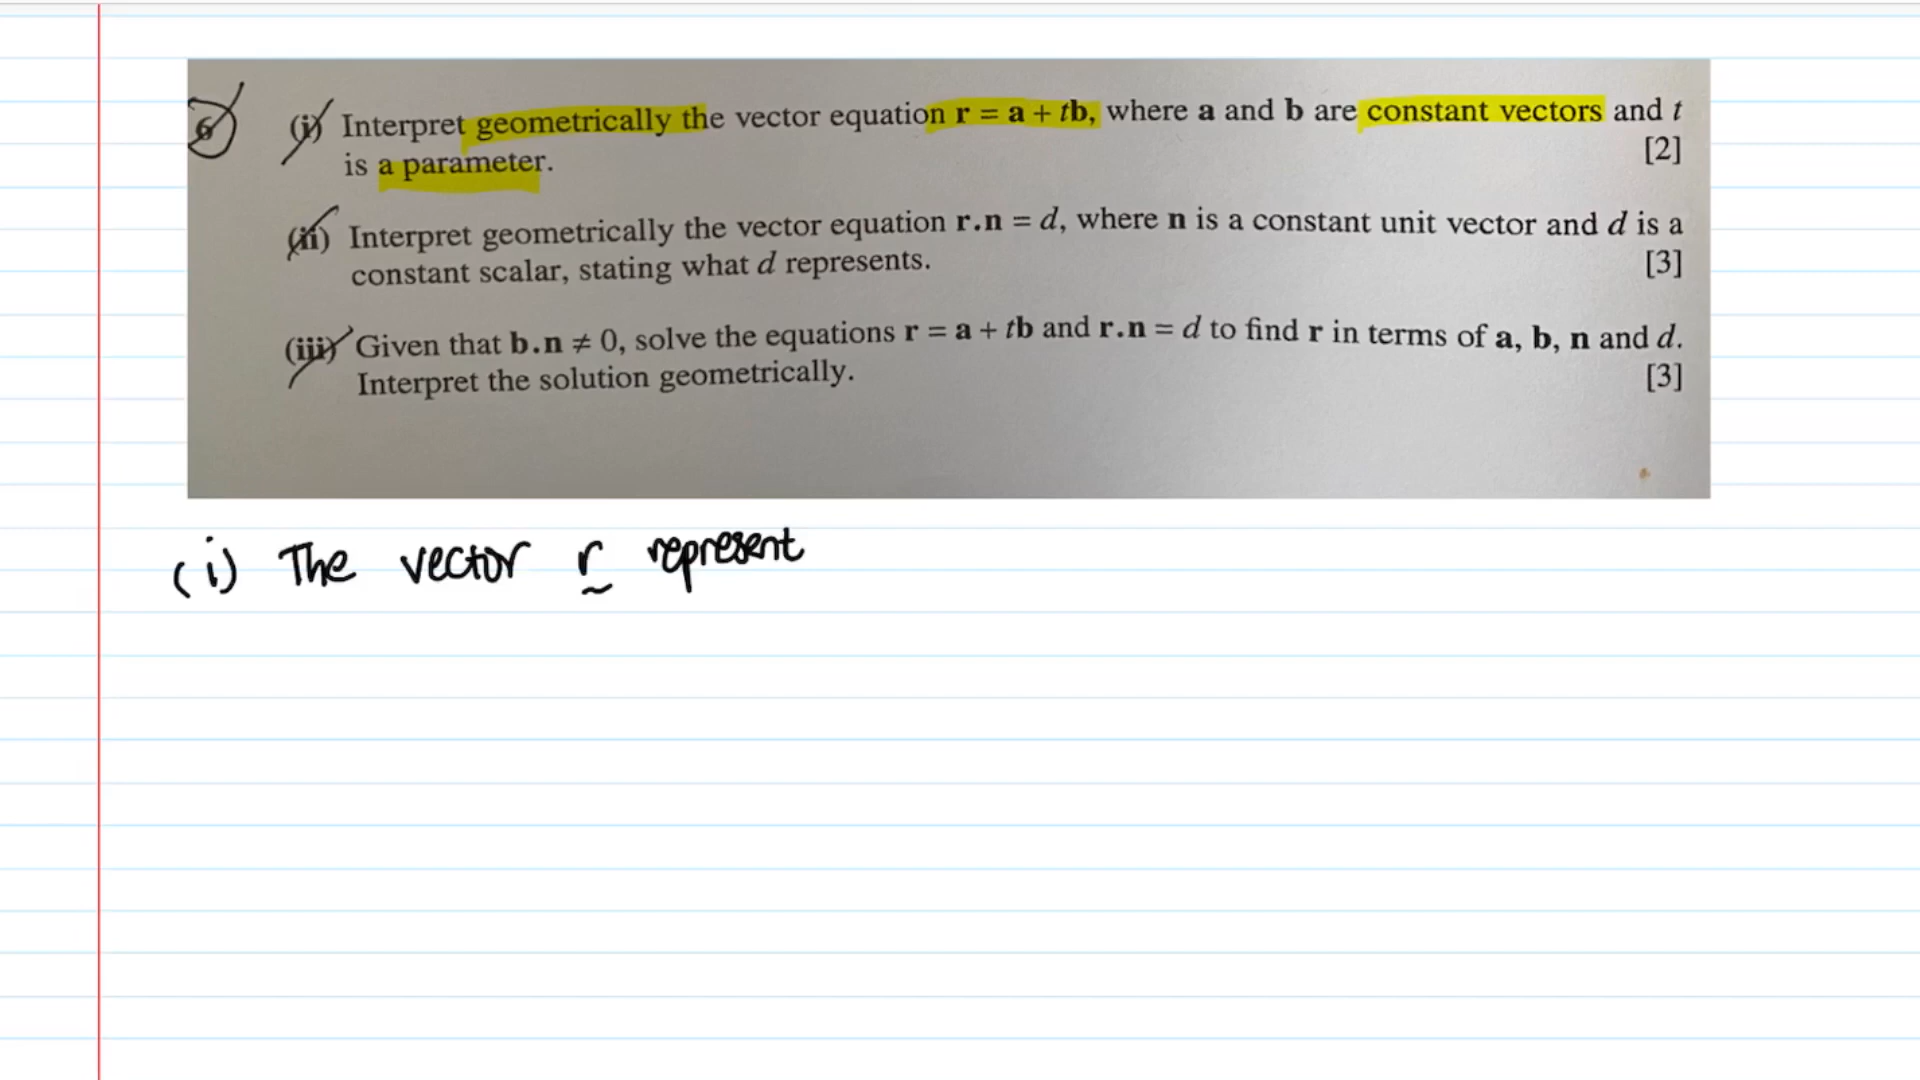 6 (i) Interpret geometrically the vector equation r = a + tb, where a and b are constant vectors and t
is a parameter. [2]
(ii) Interpret geometrically the vector equation r.n = d, where n is a constant unit vector and d is a
constant scalar, stating what d represents. [3]
(iii) Given that b.n ≠ 0, solve the equations r = a + tb and r.n = d to find r in terms of a, b, n and d.
Interpret the solution geometrically. [3]
(i) The vector r represent